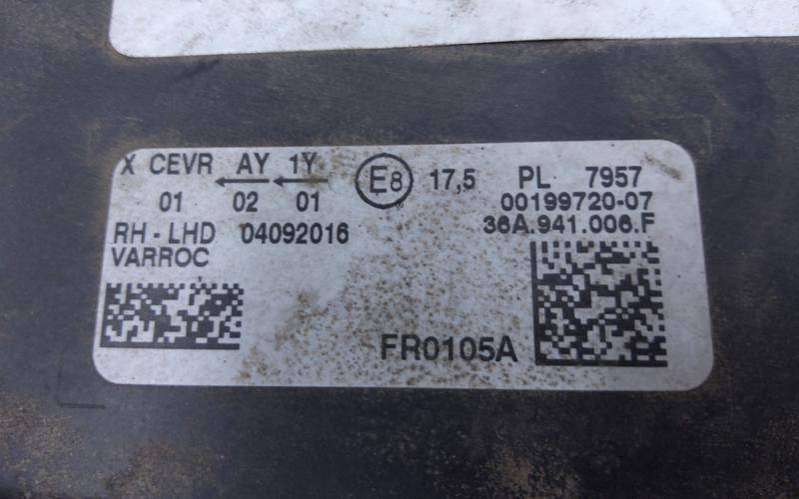 X CEVR AY 1Y E8 17,5 PL 7957
01 02 01 00199720-07
RH - LHD 04092016 36A.941.006.F
VARROC
FR0105A